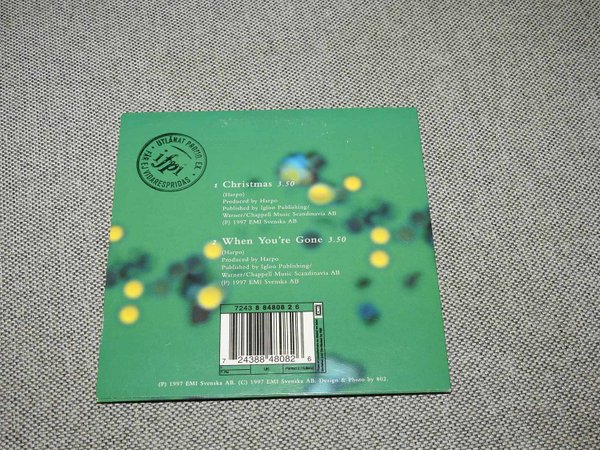 UTLÅNAT PROMO EX.
ifpi
FÅR EJ VIDARESPRIDAS
1 Christmas 3.50
(Harpo)
Produced by Harpo
Published by Igloo Publishing/
Warner/Chappell Music Scandinavia AB
(P) 1997 EMI Svenska AB
2 When You're Gone 3.50
(Harpo)
Produced by Harpo
Published by Igloo Publishing/
Warner/Chappell Music Scandinavia AB
(P) 1997 EMI Svenska AB
7243 8 84808 2 6
7 24388 48082 6
(P) 1997 EMI Svenska AB. (C) 1997 EMI Svenska AB. Design & Photo by 802.